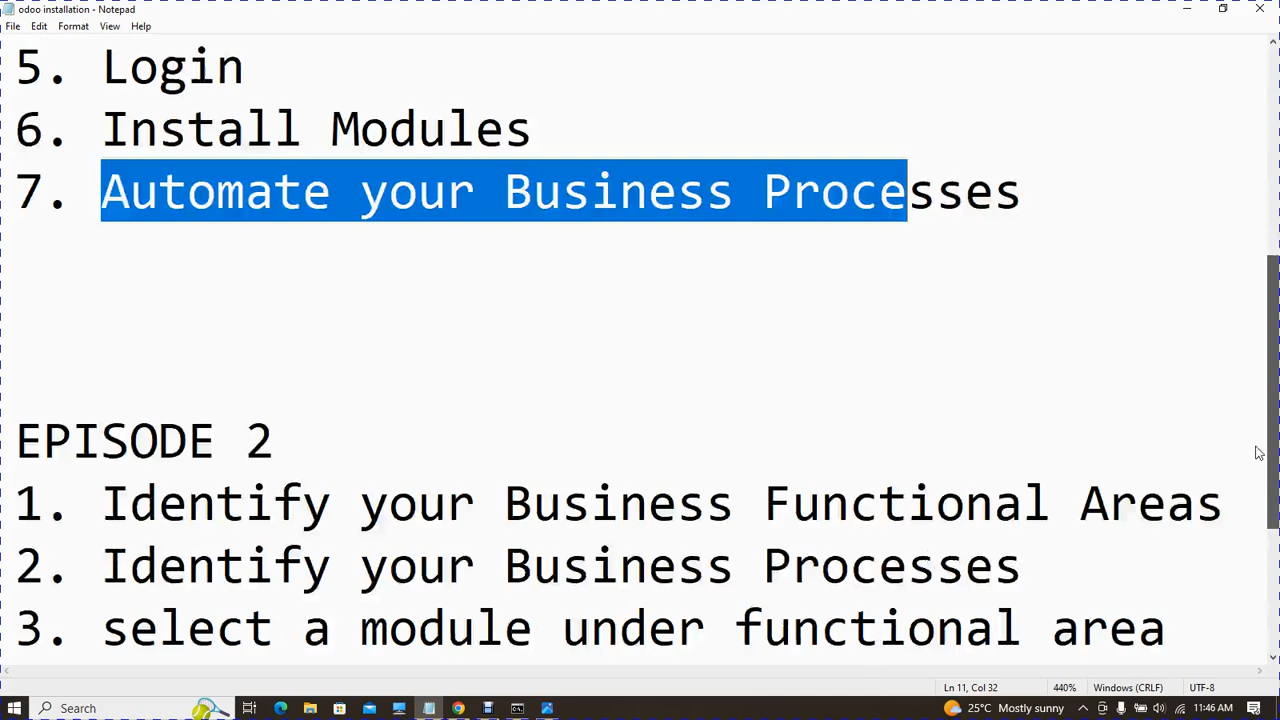 odoo installation - Notepad
File Edit Format View Help
5. Login
6. Install Modules
7. Automate your Business Processes
EPISODE 2
1. Identify your Business Functional Areas
2. Identify your Business Processes
3. select a module under functional area
Ln 11, Col 32 440% Windows (CRLF) UTF-8
Search 25°C Mostly sunny 11:46 AM